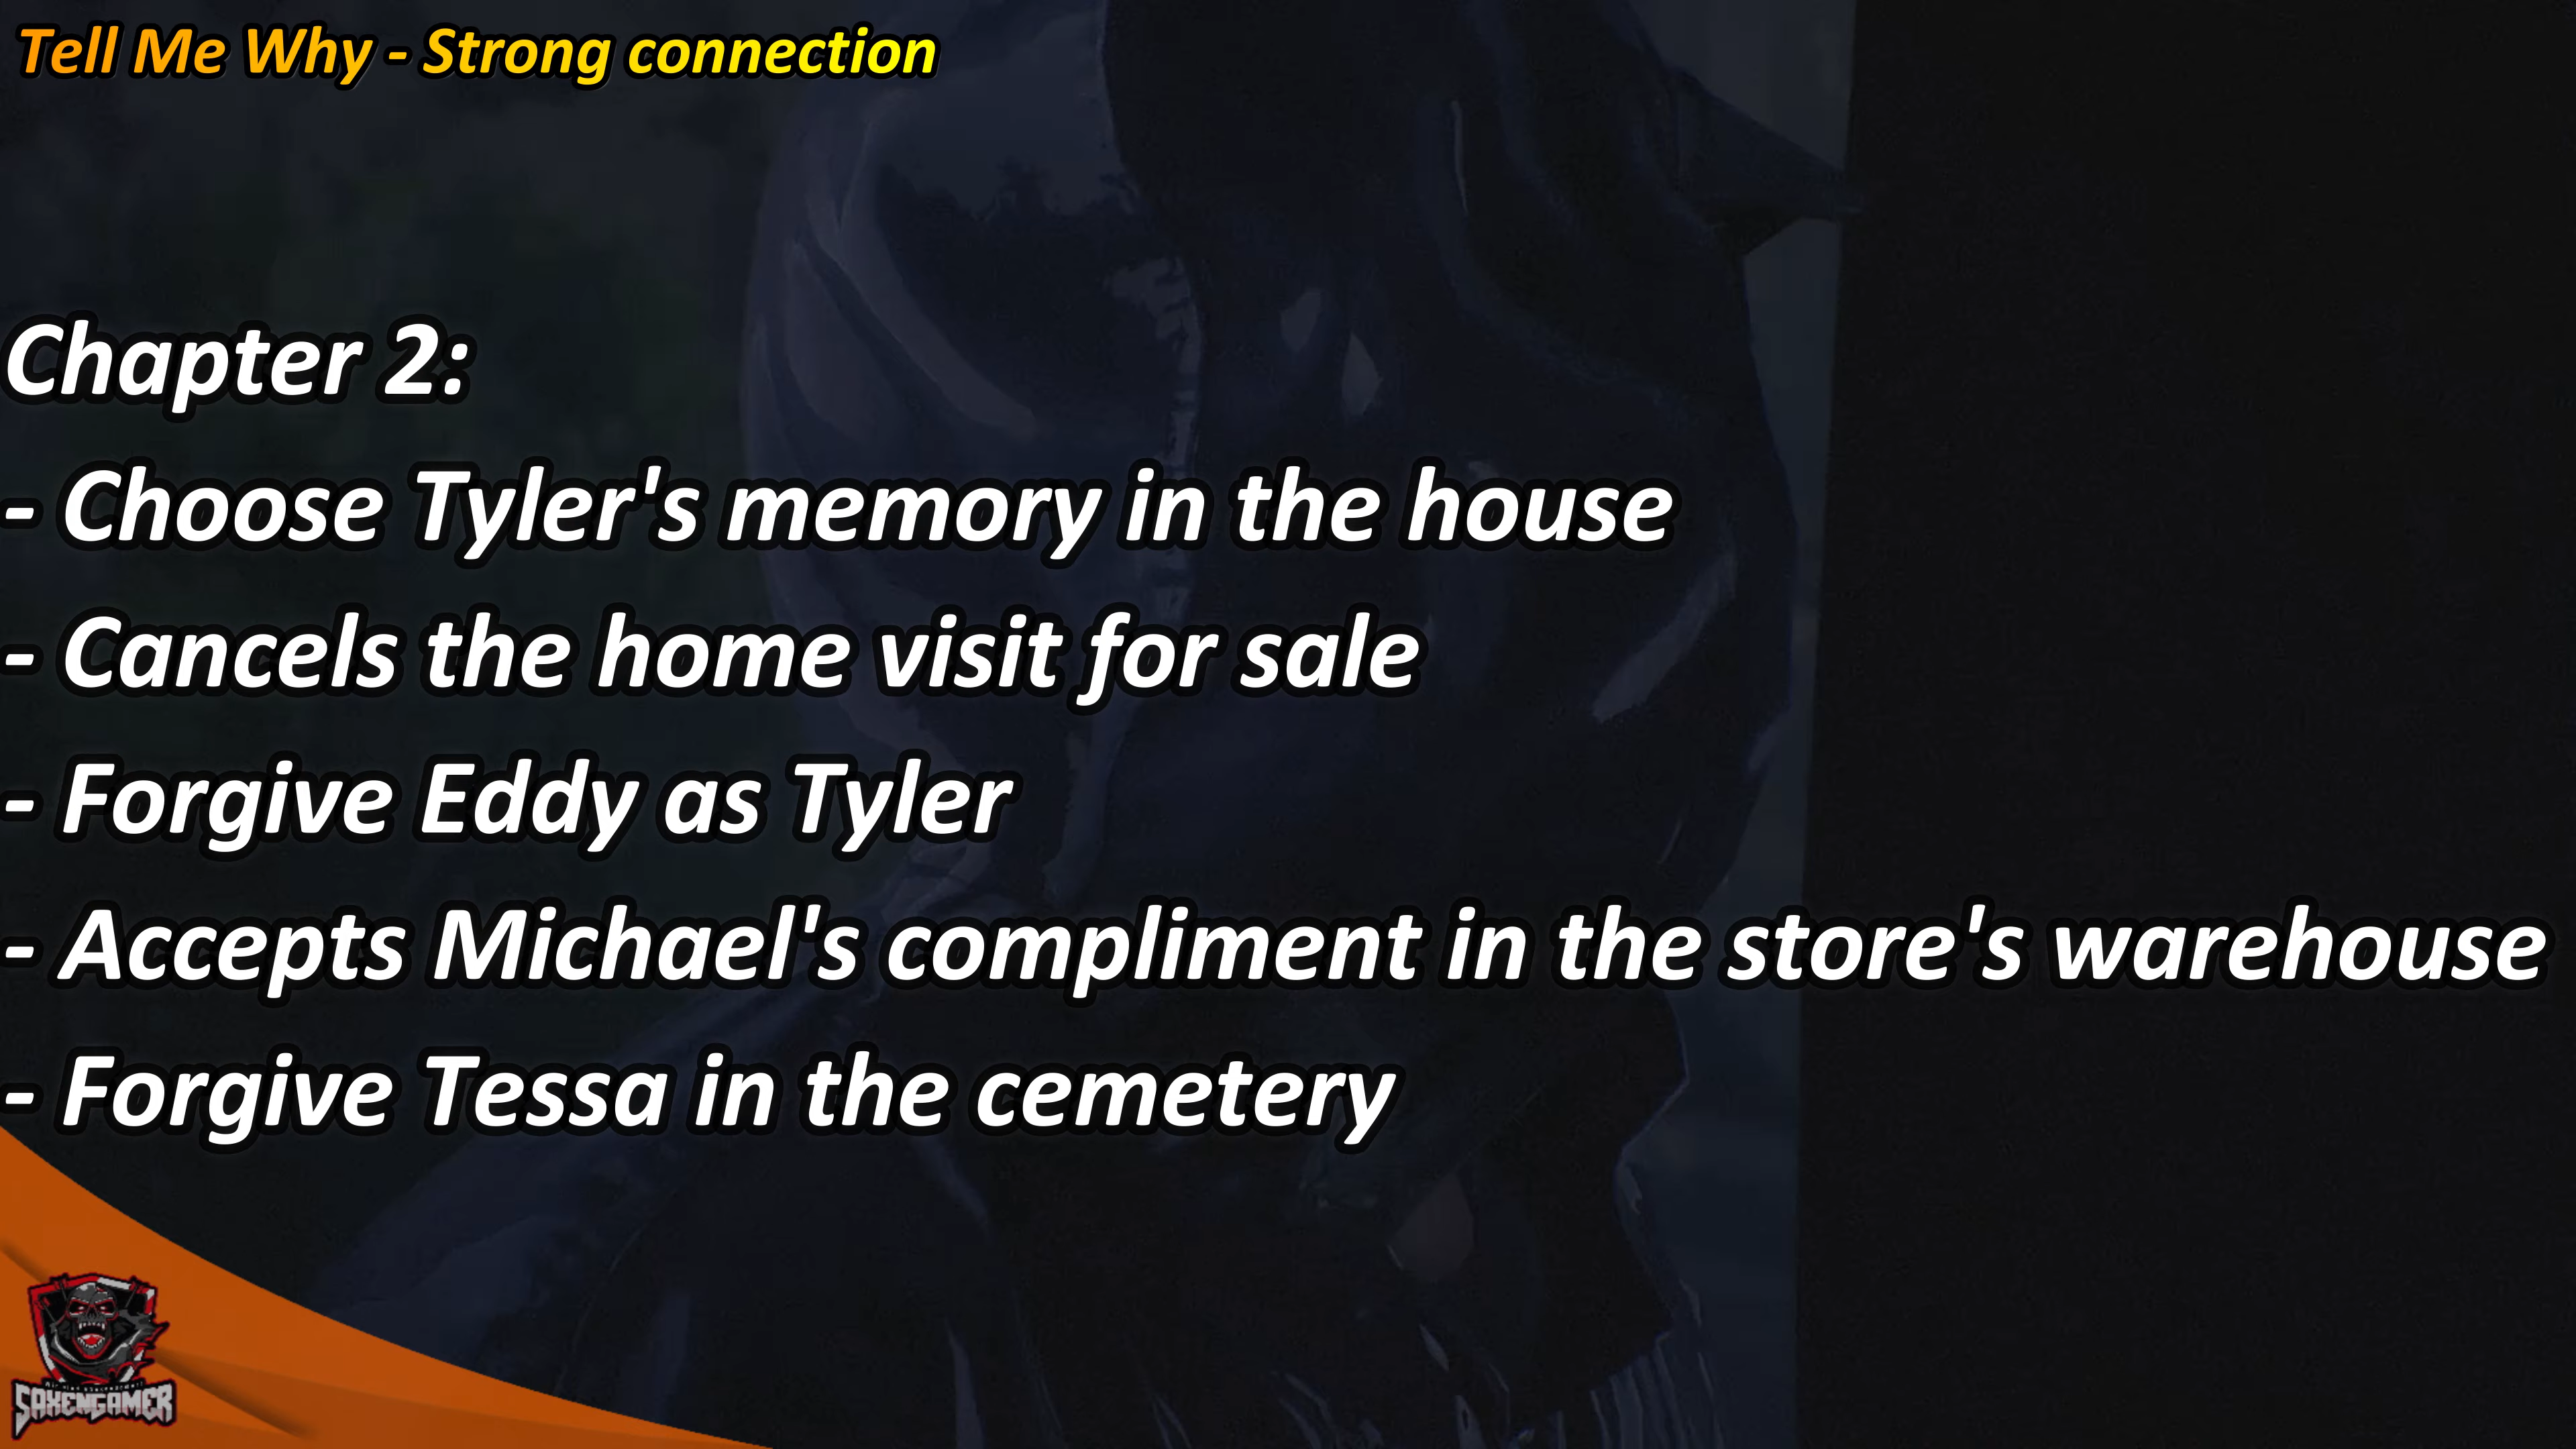 Tell Me Why - Strong connection
Chapter 2:
- Choose Tyler's memory in the house
- Cancels the home visit for sale
- Forgive Eddy as Tyler
- Accepts Michael's compliment in the store's warehouse
- Forgive Tessa in the cemetery
SAXENGAMER